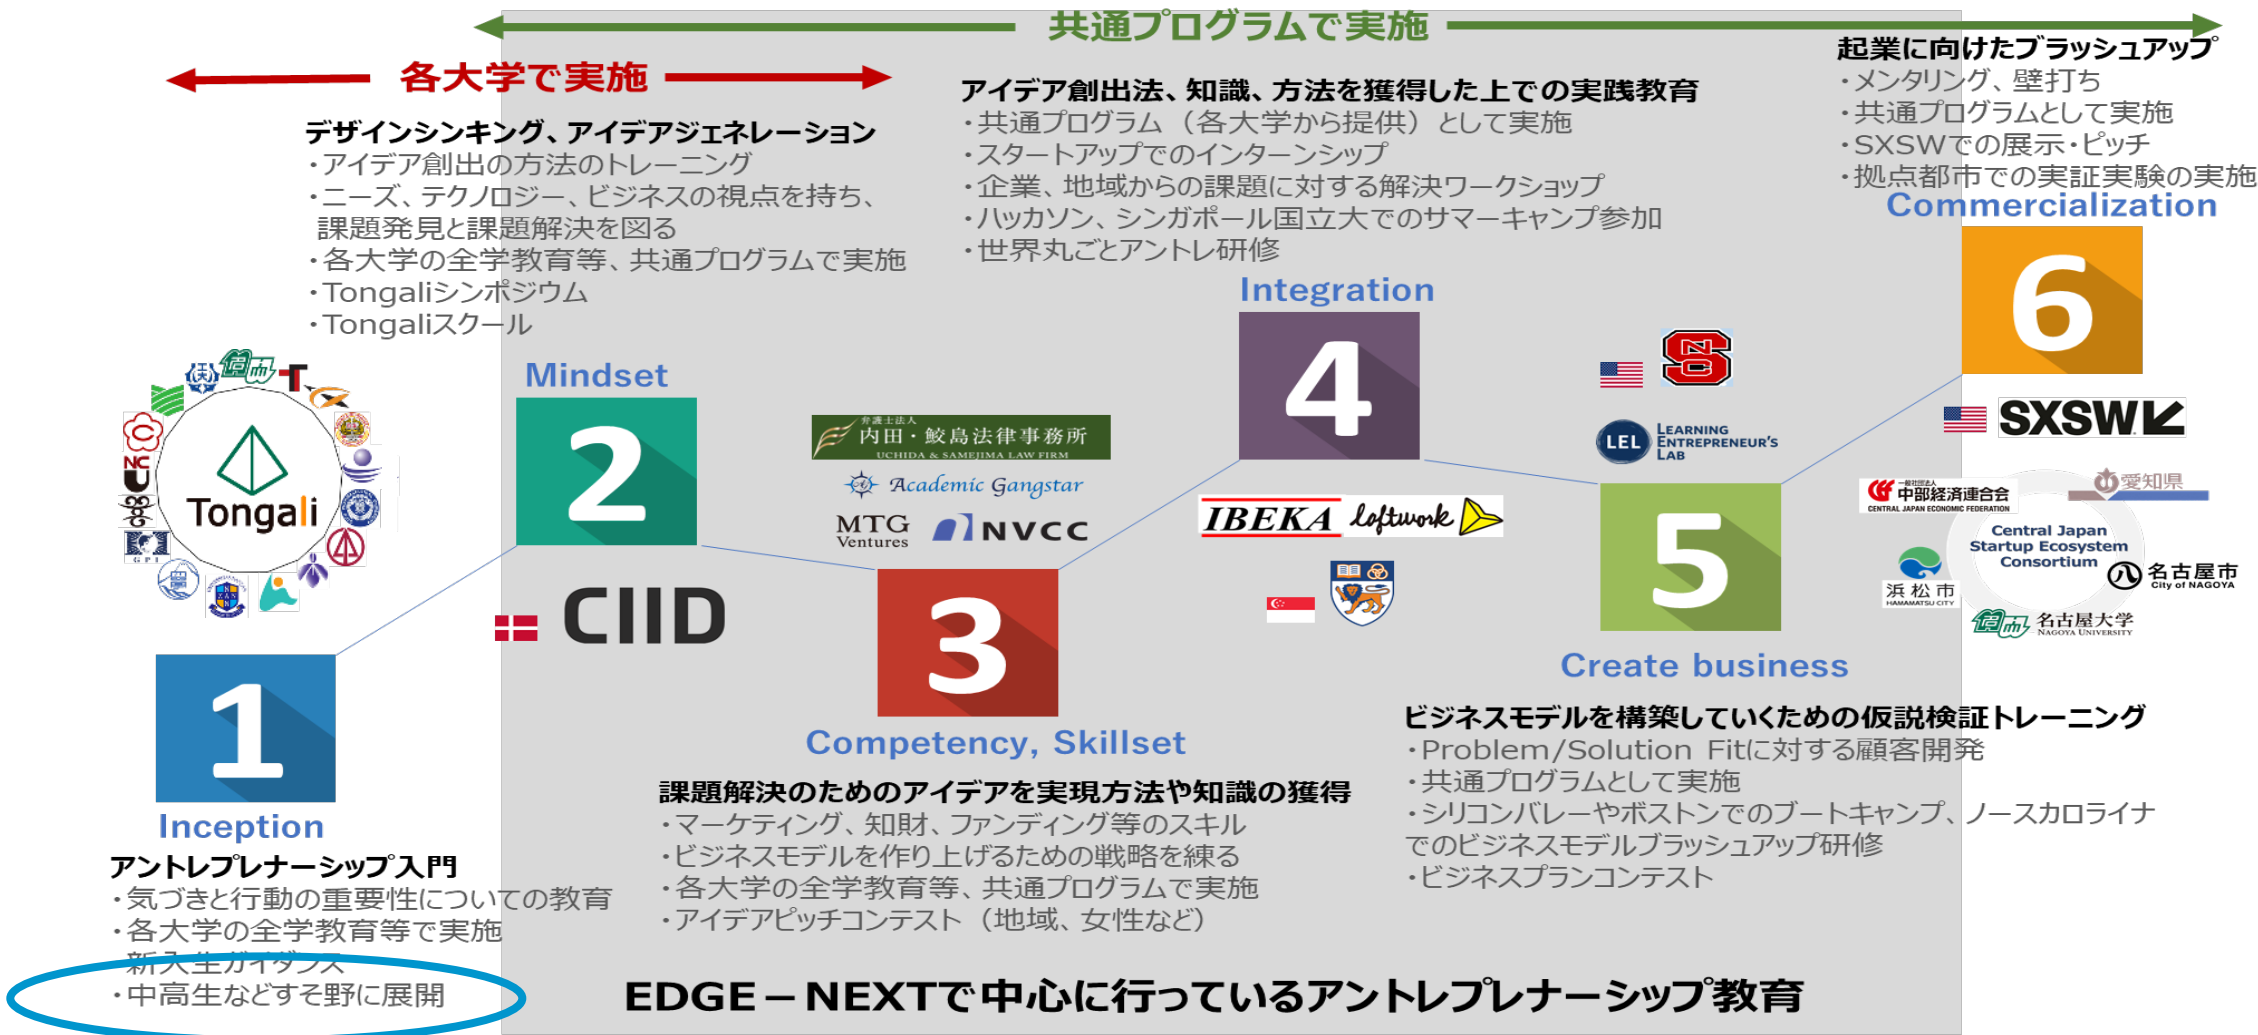 共通プログラムで実施
各大学で実施
デザインシンキング、アイデアジェネレーション
・アイデア創出の方法のトレーニング
・ニーズ、テクノロジー、ビジネスの視点を持ち、
課題発見と課題解決を図る
・各大学の全学教育等、共通プログラムで実施
・Tongaliシンポジウム
・Tongaliスクール
アイデア創出法、知識、方法を獲得した上での実践教育
・共通プログラム（各大学から提供）として実施
・スタートアップでのインターンシップ
・企業、地域からの課題に対する解決ワークショップ
・ハッカソン、シンガポール国立大でのサマーキャンプ参加
・世界丸ごとアントレ研修
起業に向けたブラッシュアップ
・メンタリング、壁打ち
・共通プログラムとして実施
・SXSWでの展示・ピッチ
・拠点都市での実証実験の実施
Commercialization
6
Integration
4
Mindset
2
Tongali
NC
U
GPI
CIID
弁護士法人
内田・鮫島法律事務所
UCHIDA & SAMEJIMA LAW FIRM
Academic Gangstar
MTG
Ventures
NVCC
3
Competency, Skillset
課題解決のためのアイデアを実現方法や知識の獲得
・マーケティング、知財、ファンディング等のスキル
・ビジネスモデルを作り上げるための戦略を練る
・各大学の全学教育等、共通プログラムで実施
・アイデアピッチコンテスト（地域、女性など）
IBEKA
loftwork
LEL
LEARNING
ENTREPRENEUR'S
LAB
5
Create business
ビジネスモデルを構築していくための仮説検証トレーニング
・Problem/Solution Fitに対する顧客開発
・共通プログラムとして実施
・シリコンバレーやボストンでのブートキャンプ、ノースカロライナ
でのビジネスモデルブラッシュアップ研修
・ビジネスプランコンテスト
SXSW
一般社団法人
中部経済連合会
CENTRAL JAPAN ECONOMIC FEDERATION
愛知県
Central Japan
Startup Ecosystem
Consortium
浜松市
HAMAMATSU CITY
名古屋市
City of NAGOYA
名古屋大学
NAGOYA UNIVERSITY
1
Inception
アントレプレナーシップ入門
・気づきと行動の重要性についての教育
・各大学の全学教育等で実施
・新入生ガイダンス
・中高生などすそ野に展開
EDGE－NEXTで中心に行っているアントレプレナーシップ教育